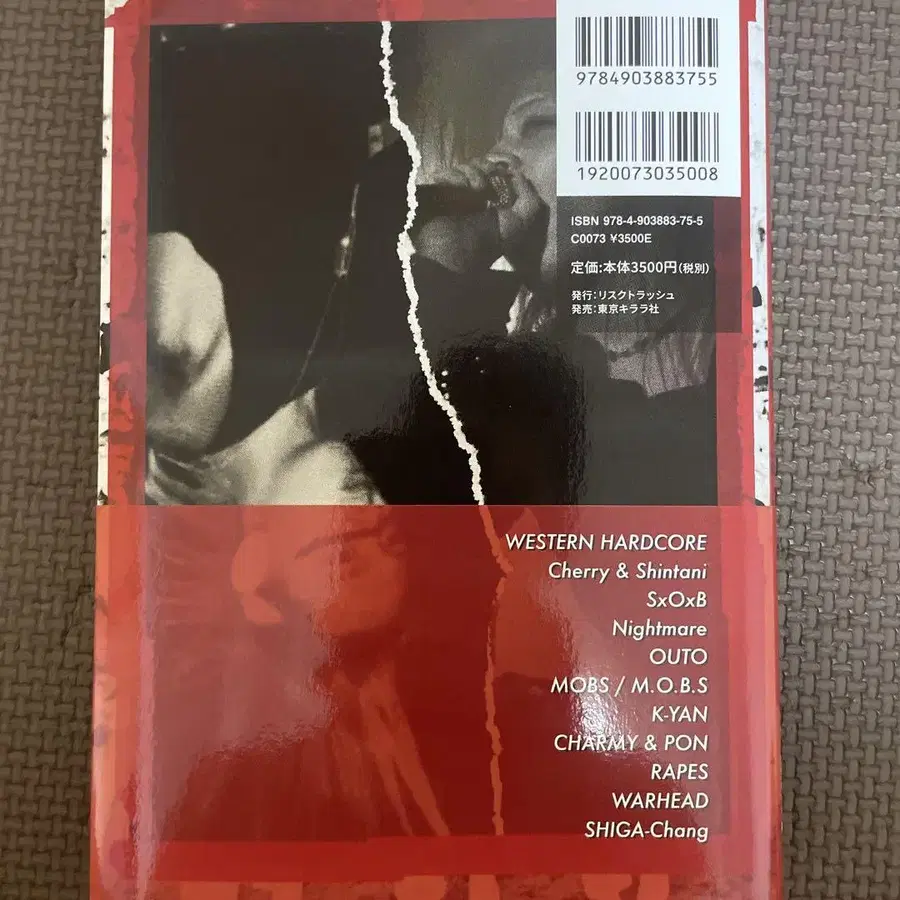 9784903883755
1920073035008
ISBN 978-4-903883-75-5
C0073 ¥3500E
定価:本体3500円(税別)
発行:リスクトラッシュ
発売:東京キララ社
WESTERN HARDCORE
Cherry & Shintani
SxOxB
Nightmare
OUTO
MOBS / M.O.B.S
K-YAN
CHARMY & PON
RAPES
WARHEAD
SHIGA-Chang